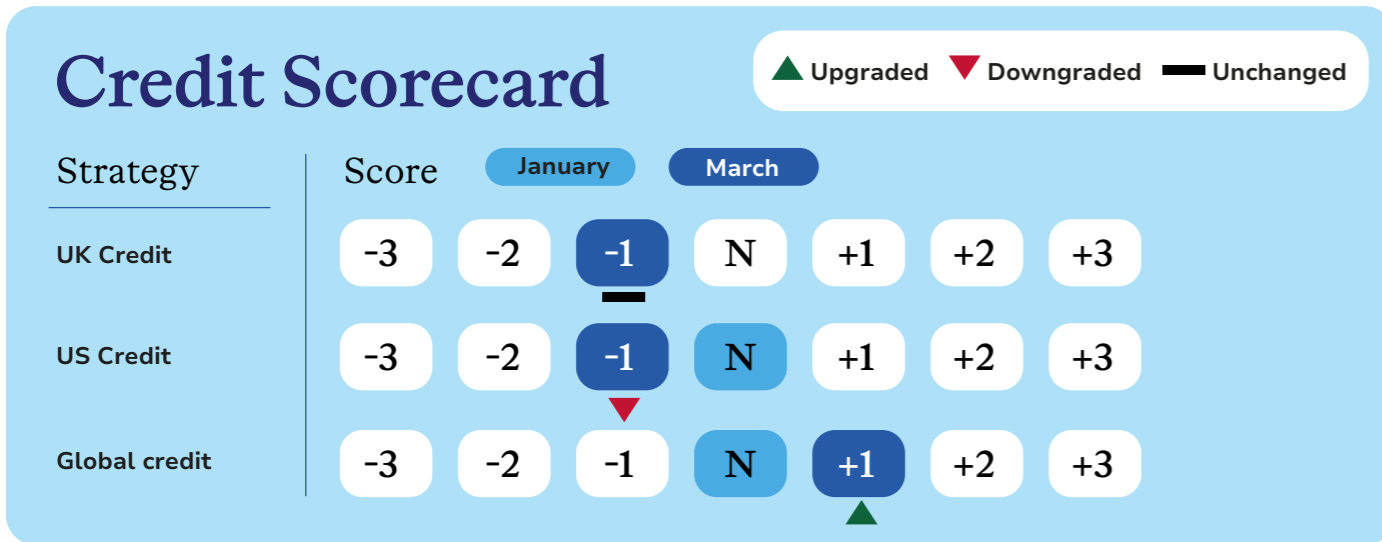 Credit Scorecard
Upgraded Downgraded Unchanged
Strategy Score January March
UK Credit -3 -2 -1 N +1 +2 +3
US Credit -3 -2 -1 N +1 +2 +3
Global credit -3 -2 -1 N +1 +2 +3